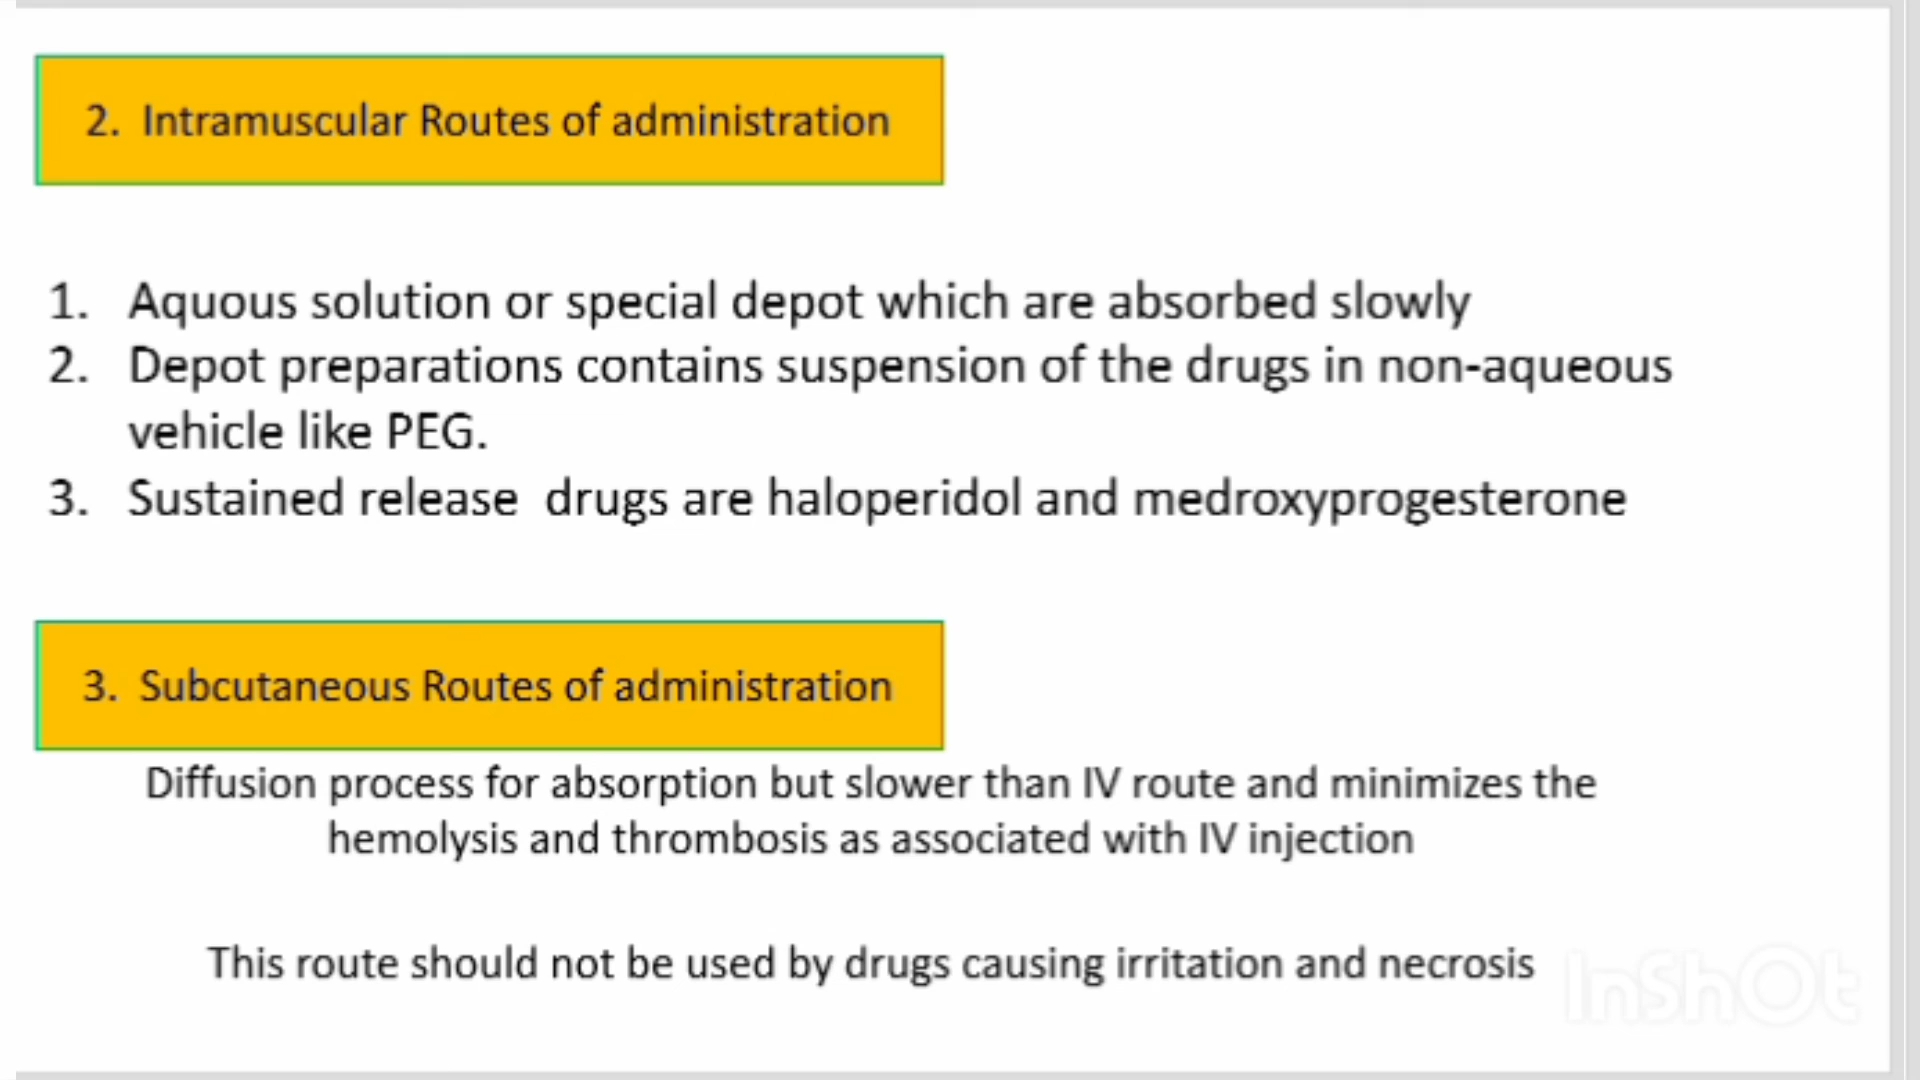 2. Intramuscular Routes of administration
1. Aquous solution or special depot which are absorbed slowly
2. Depot preparations contains suspension of the drugs in non-aqueous
vehicle like PEG.
3. Sustained release drugs are haloperidol and medroxyprogesterone
3. Subcutaneous Routes of administration
Diffusion process for absorption but slower than IV route and minimizes the
hemolysis and thrombosis as associated with IV injection
This route should not be used by drugs causing irritation and necrosis
InShOt